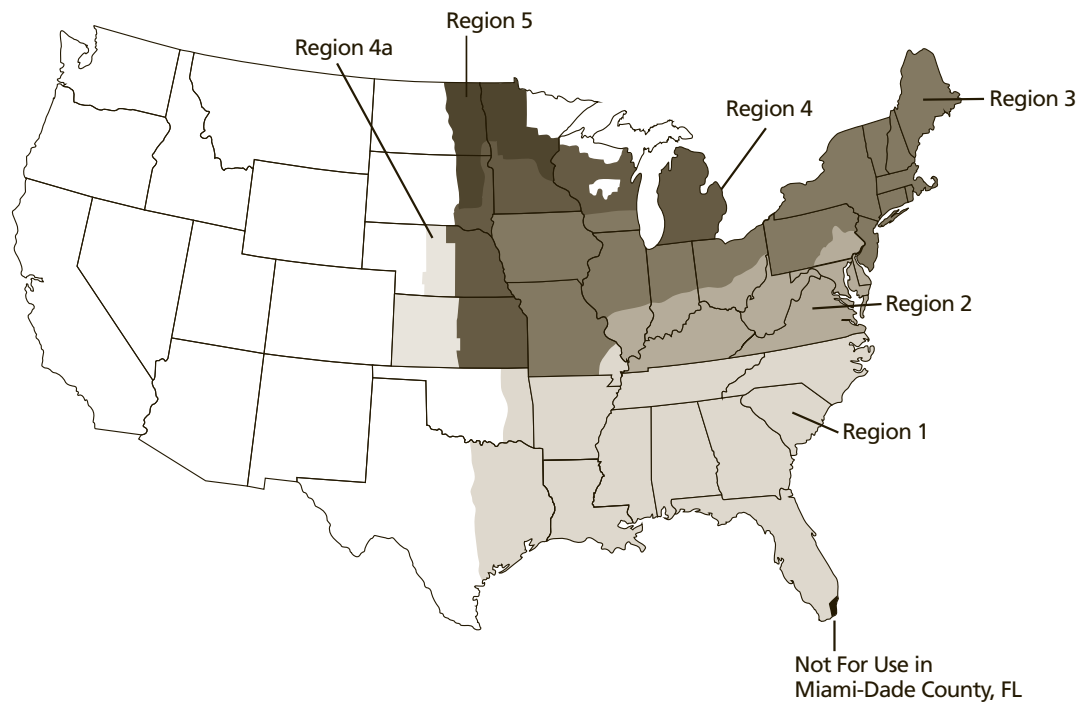 Region 5
Region 4a
Region 3
Region 4
Region 2
Region 1
Not For Use in
Miami-Dade County, FL